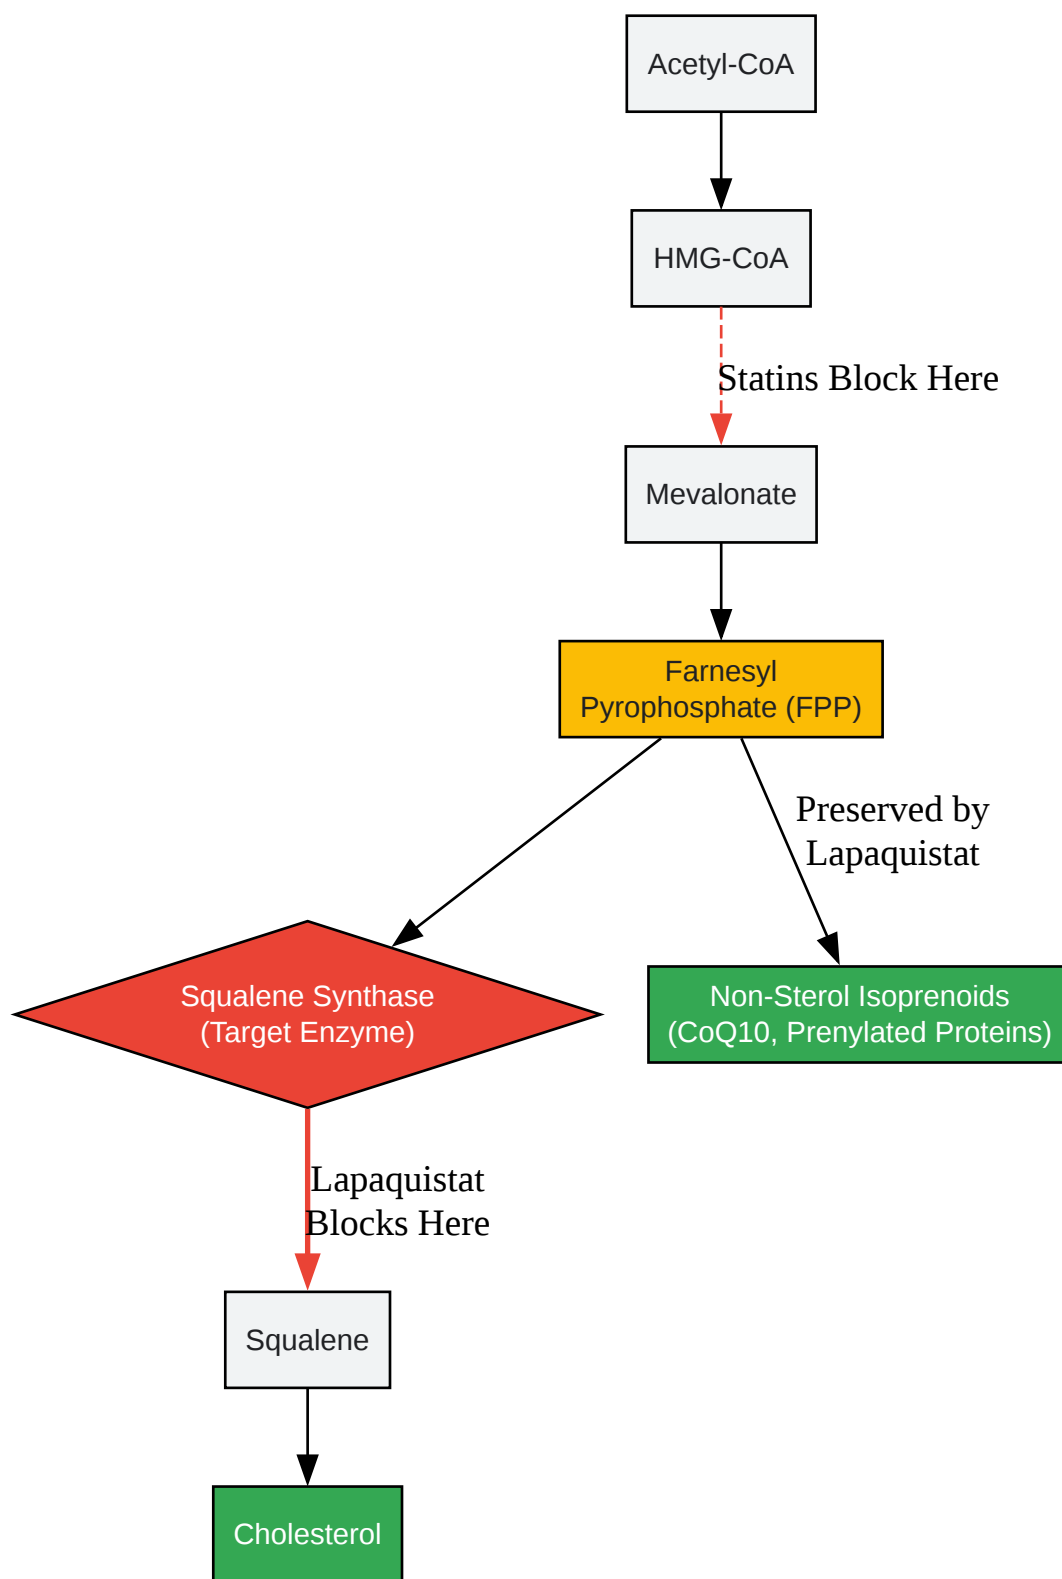 Acetyl-CoA
HMG-CoA
Statins Block Here
Mevalonate
Farnesyl
Pyrophosphate (FPP)
Preserved by
Lapaquistat
Squalene Synthase
(Target Enzyme)
Non-Sterol Isoprenoids
(CoQ10, Prenylated Proteins)
Lapaquistat
Blocks Here
Squalene
Cholesterol